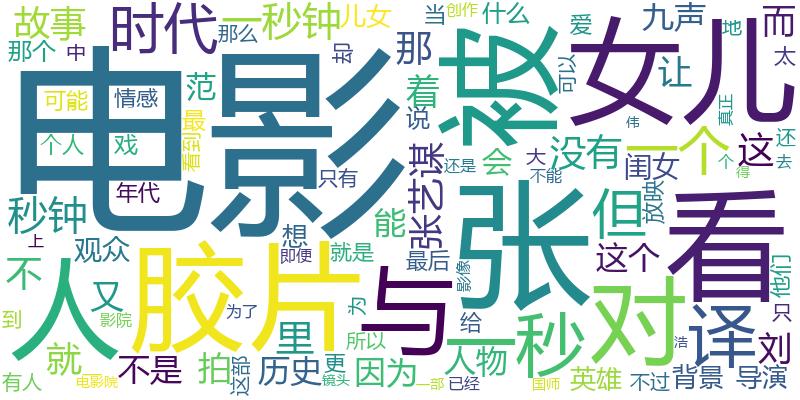 故事
时代
一秒钟
儿女
当
创作
什么
爱
九声
地
而
那个
中
那么
却
那
太
电影
被
女儿
可以
可能
情感
范
着
让
个人
戏
看到
最
说
没有
一个
这
真正
还
去
伟
个
得
年代
只有
张艺谋
还是
会
大
不能
闺女
放映
秒钟
上
观众
想
能
张
但
看
不
又
即便
就是
最后
影像
这个
他们
人
胶片
与
对
译
到
影院
为了
里
为
给
一秒
只
就
所以
人物
浩
刘
有人
电影院
不是
拍
这部
历史
更
镜头
因为
一部
已经
国师
英雄
不过
背景
导演